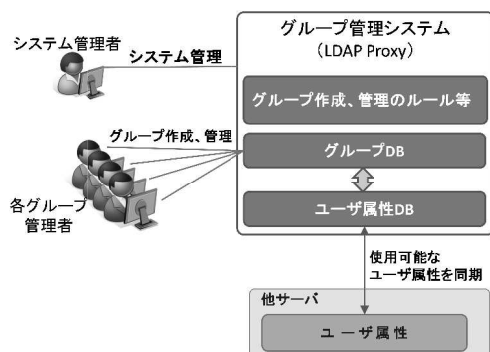 システム管理者
システム管理
グループ管理システム
（LDAP Proxy）
グループ作成、管理のルール等
グループ作成、管理
グループDB
各グループ
管理者
ユーザ属性DB
使用可能な
ユーザ属性を同期
他サーバ
ユーザ属性